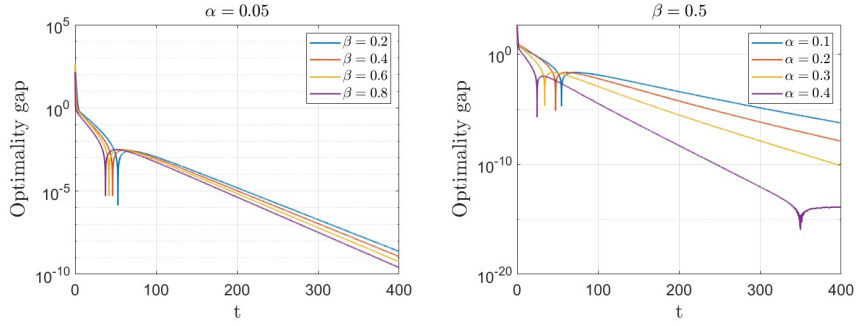 α = 0.05
10^5
10^0
10^-5
10^-10
Optimality gap
0 100 200 300 400
t
β = 0.2
β = 0.4
β = 0.6
β = 0.8
β = 0.5
10^0
10^-10
10^-20
Optimality gap
0 100 200 300 400
t
α = 0.1
α = 0.2
α = 0.3
α = 0.4